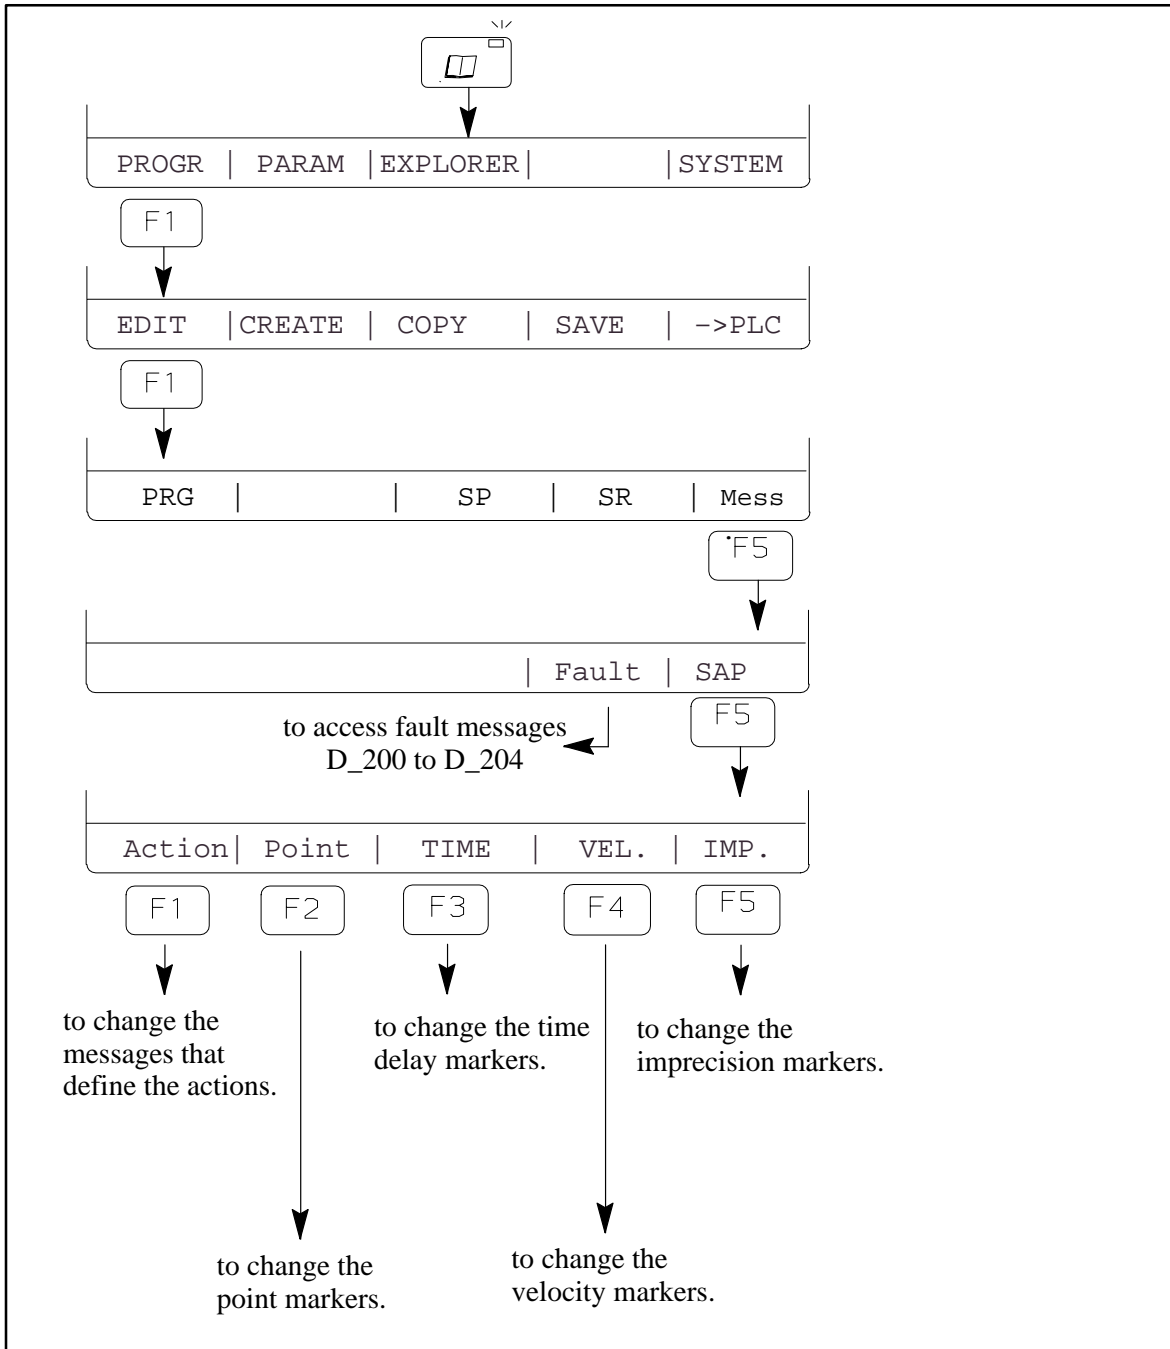 PROGR | PARAM |EXPLORER| |SYSTEM
F1
EDIT |CREATE | COPY | SAVE | –>PLC
F1
PRG | | SP | SR | Mess
F5
| Fault | SAP
F5
to access fault messages
D_200 to D_204
Action| Point | TIME | VEL. | IMP.
F1 F2 F3 F4 F5
to change the
messages that
define the actions.
to change the time
delay markers.
to change the
imprecision markers.
to change the
point markers.
to change the
velocity markers.